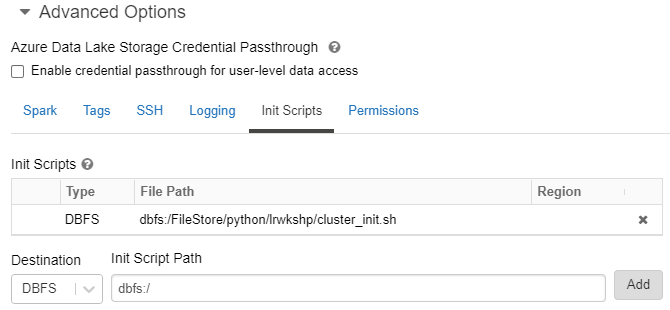 Advanced Options
Azure Data Lake Storage Credential Passthrough ?
Enable credential passthrough for user-level data access
Spark Tags SSH Logging Init Scripts Permissions
Init Scripts ?
Type File Path Region
DBFS dbfs:/FileStore/python/lrwkshp/cluster_init.sh
Destination Init Script Path
DBFS dbfs:/ Add